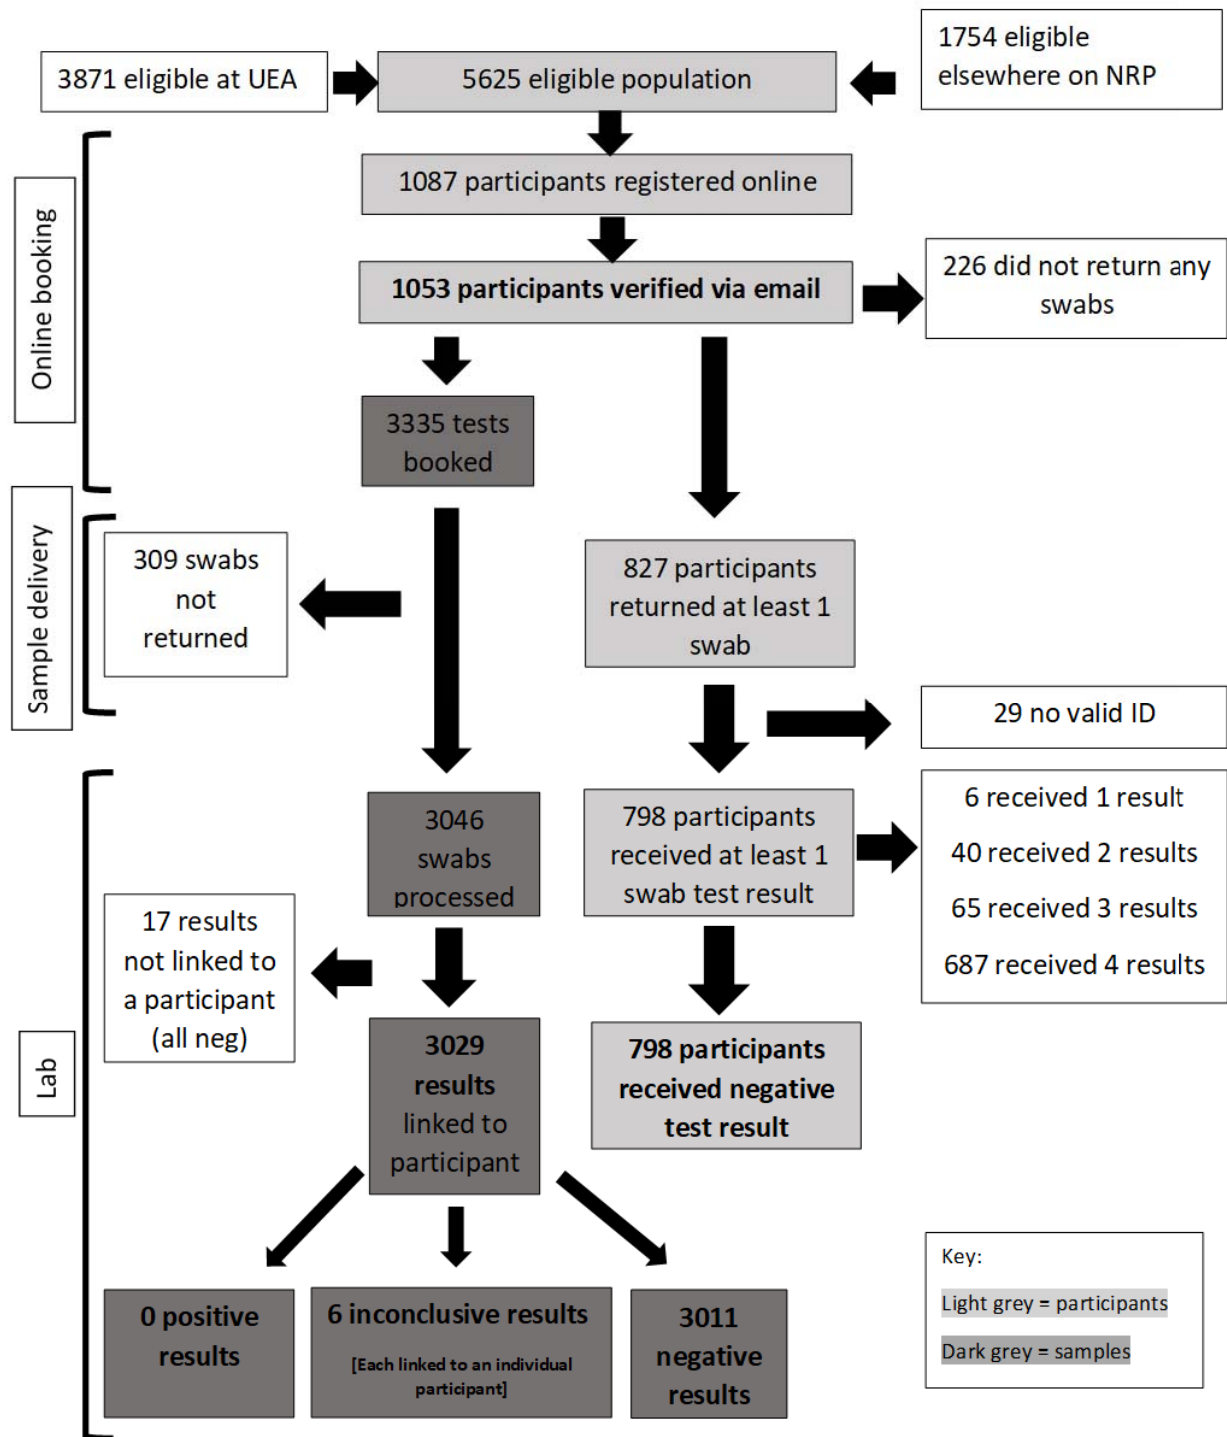 3871 eligible at UEA
5625 eligible population
1754 eligible
elsewhere on NRP
Online booking
1087 participants registered online
1053 participants verified via email
226 did not return any
swabs
3335 tests
booked
Sample delivery
309 swabs
not
returned
827 participants
returned at least 1
swab
29 no valid ID
Lab
3046
swabs
processed
798 participants
received at least 1
swab test result
6 received 1 result
40 received 2 results
65 received 3 results
687 received 4 results
17 results
not linked to
a participant
(all neg)
3029
results
linked to
participant
798 participants
received negative
test result
0 positive
results
6 inconclusive results
[Each linked to an individual
participant]
3011
negative
results
Key:
Light grey = participants
Dark grey = samples